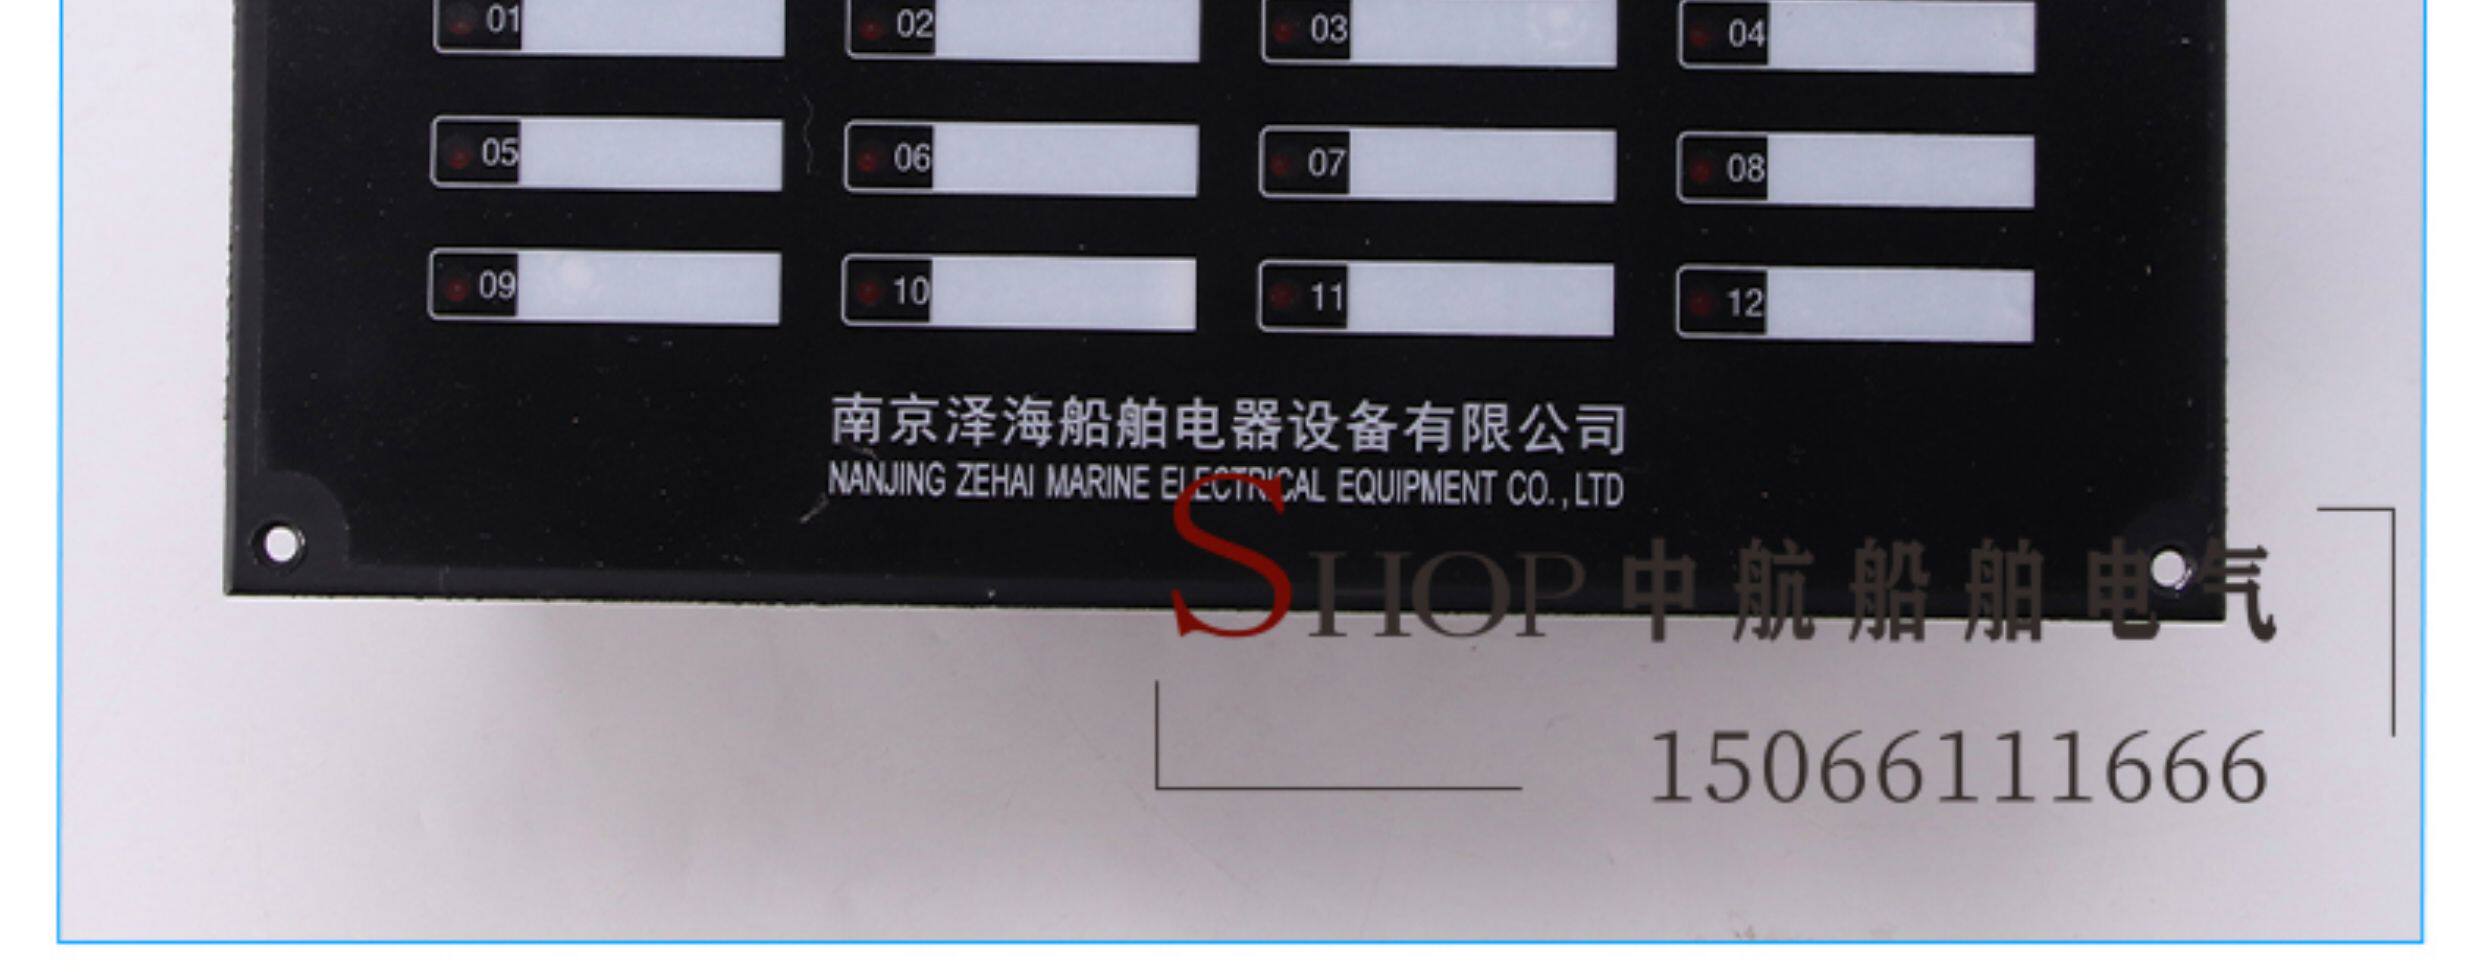 01 02 03 04
05 06 07 08
09 10 11 12
南京泽海船舶电器设备有限公司
NANJING ZEHAI MARINE ELECTRICAL EQUIPMENT CO.,LTD
SHOP 中航船舶电气
15066111666